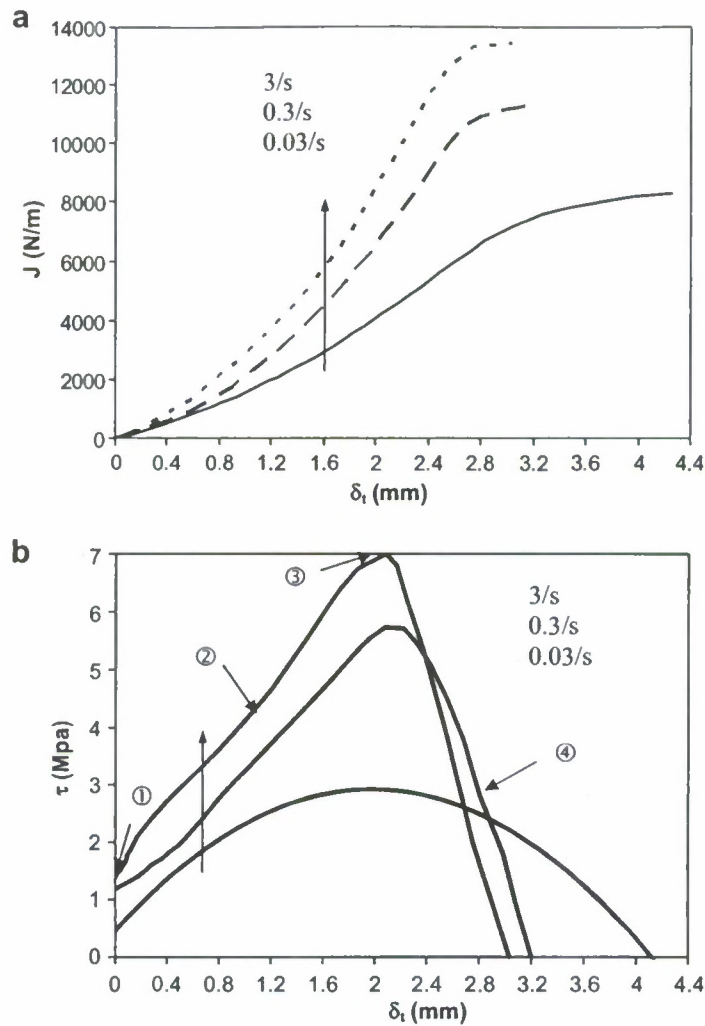 a
14000
12000
10000
8000
6000
4000
2000
0
J (N/m)
3/s
0.3/s
0.03/s
0 0.4 0.8 1.2 1.6 2 2.4 2.8 3.2 3.6 4 4.4
δt (mm)
b
7
6
5
4
3
2
1
0
τ (Mpa)
3/s
0.3/s
0.03/s
①
②
③
④
0 0.4 0.8 1.2 1.6 2 2.4 2.8 3.2 3.6 4 4.4
δt (mm)